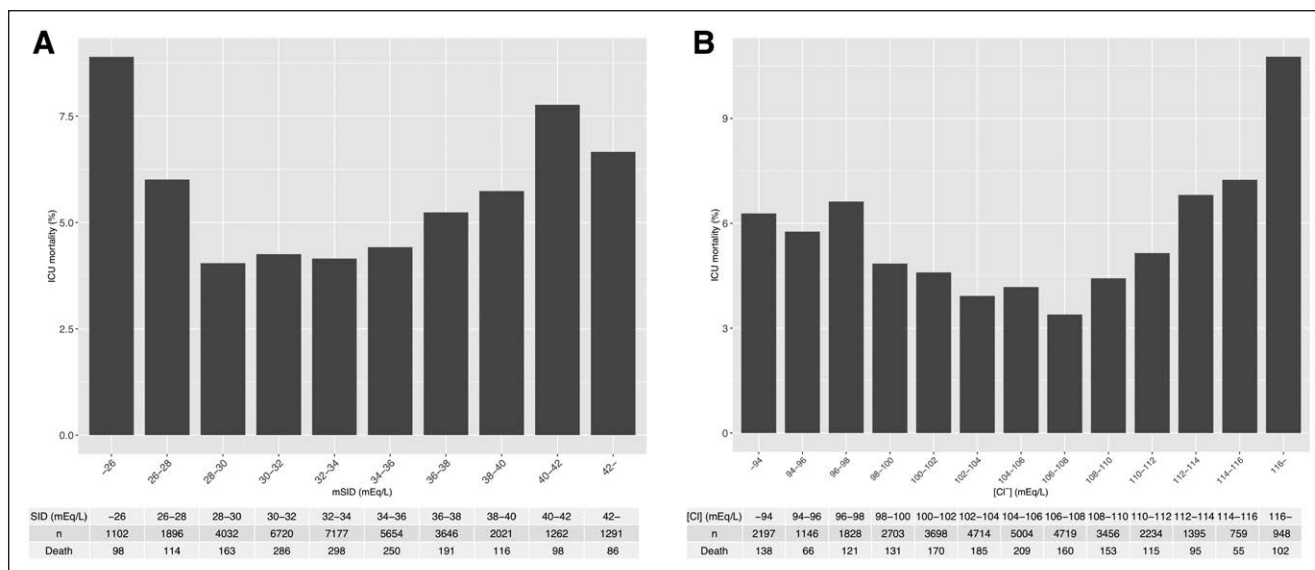 A
ICU mortality (%)
7.5
5.0
2.5
0.0
–26 26–28 28–30 30–32 32–34 34–36 36–38 38–40 40–42 42–
mSID (mEq/L)
SID (mEq/L) –26 26–28 28–30 30–32 32–34 34–36 36–38 38–40 40–42 42–
n 1102 1896 4032 6720 7177 5654 3646 2021 1262 1291
Death 98 114 163 286 298 250 191 116 98 86
B
ICU mortality (%)
9
6
3
0
–94 94–96 96–98 98–100 100–102 102–104 104–106 106–108 108–110 110–112 112–114 114–116 116–
[Cl⁻] (mEq/L)
[Cl] (mEq/L) –94 94–96 96–98 98–100 100–102 102–104 104–106 106–108 108–110 110–112 112–114 114–116 116–
n 2197 1146 1828 2703 3698 4714 5004 4719 3456 2234 1395 759 948
Death 138 66 121 131 170 185 209 160 153 115 95 55 102